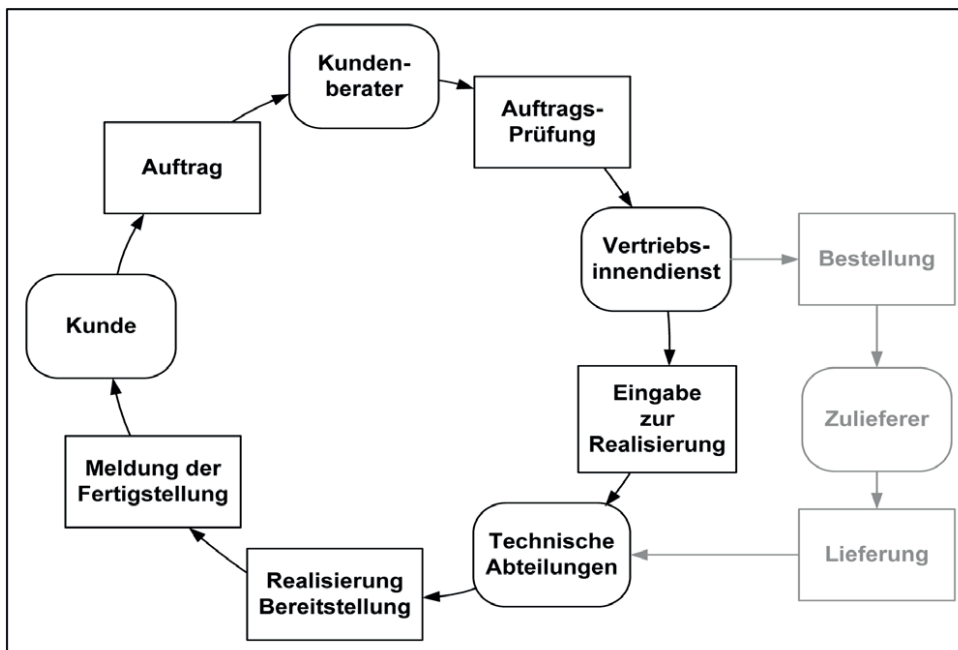 Kunden-
berater
Auftrags-
Prüfung
Auftrag
Vertriebs-
innendienst
Bestellung
Kunde
Eingabe
zur
Realisierung
Zulieferer
Meldung der
Fertigstellung
Technische
Abteilungen
Lieferung
Realisierung
Bereitstellung